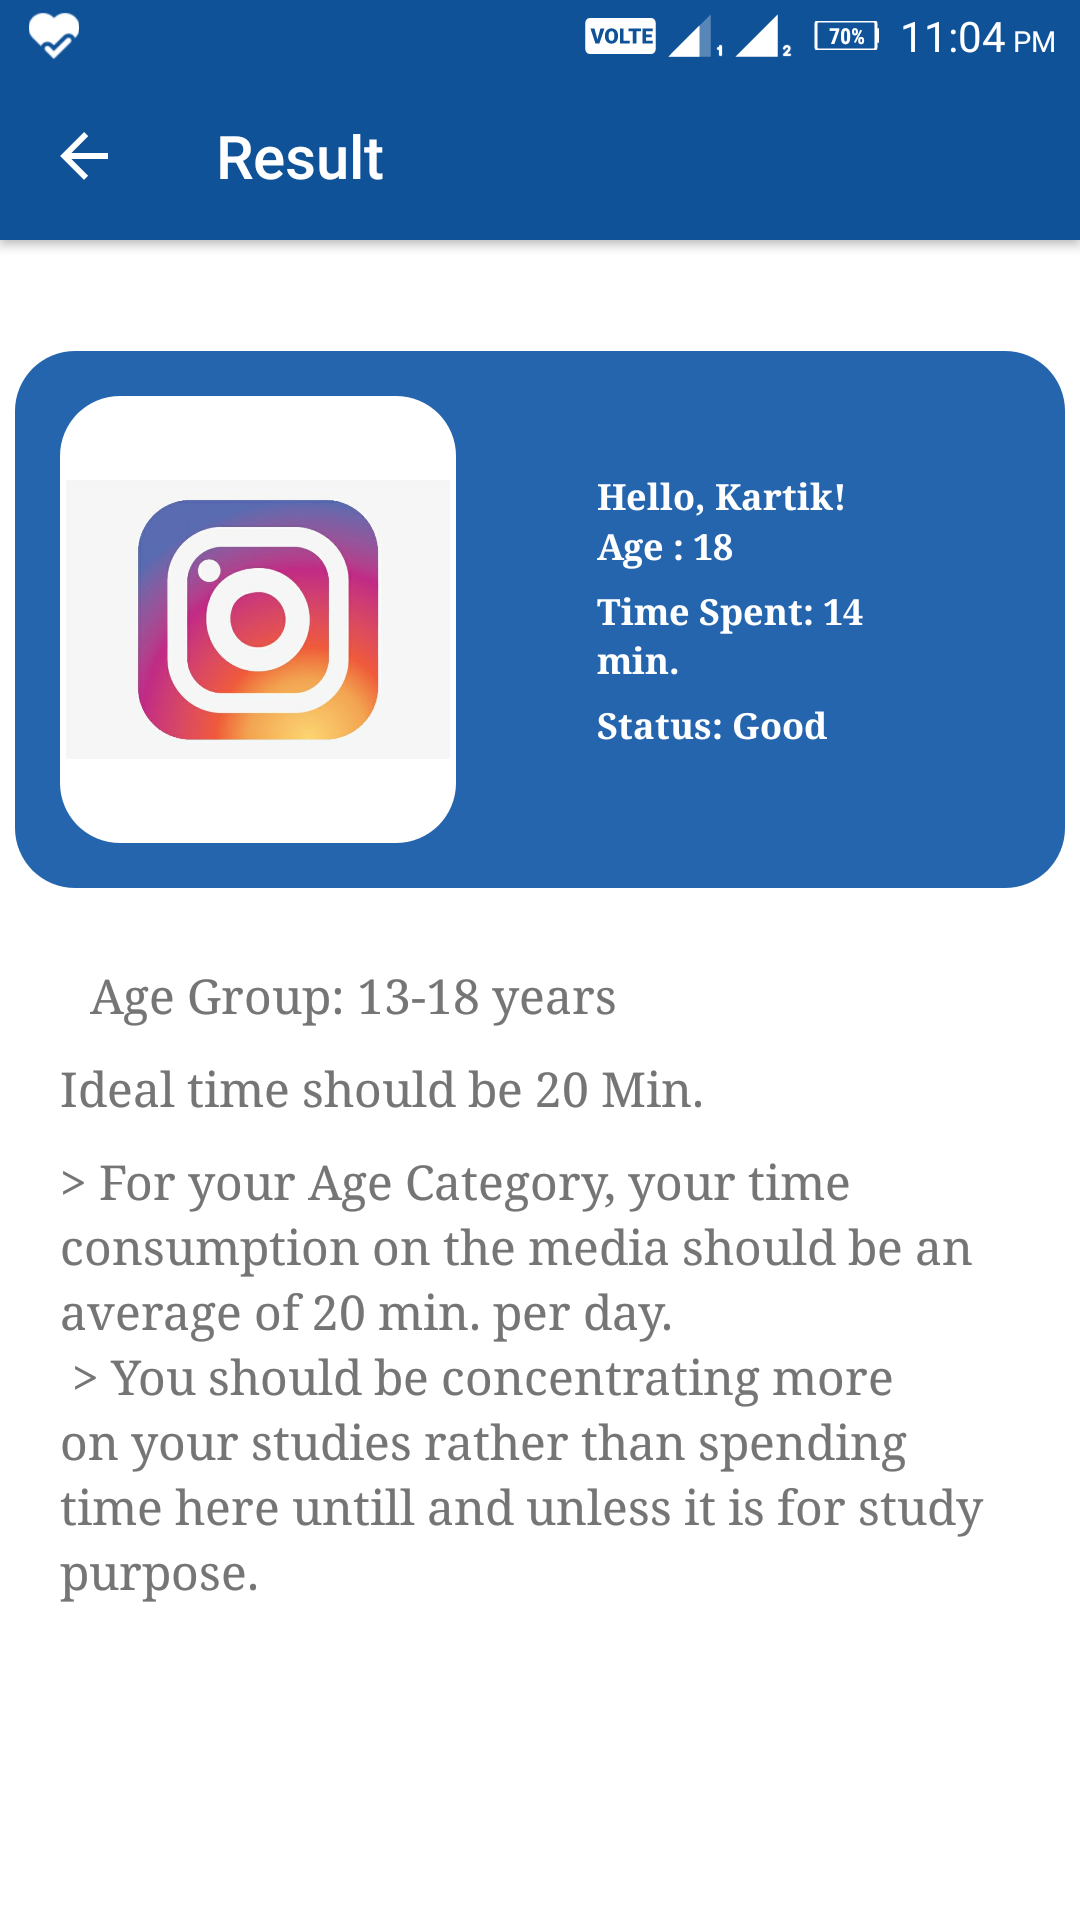 VOLTE 1 2 70% 11:04 PM
Result
Hello, Kartik!
Age : 18
Time Spent: 14
min.
Status: Good
Age Group: 13-18 years
Ideal time should be 20 Min.
> For your Age Category, your time
consumption on the media should be an
average of 20 min. per day.
> You should be concentrating more
on your studies rather than spending
time here untill and unless it is for study
purpose.